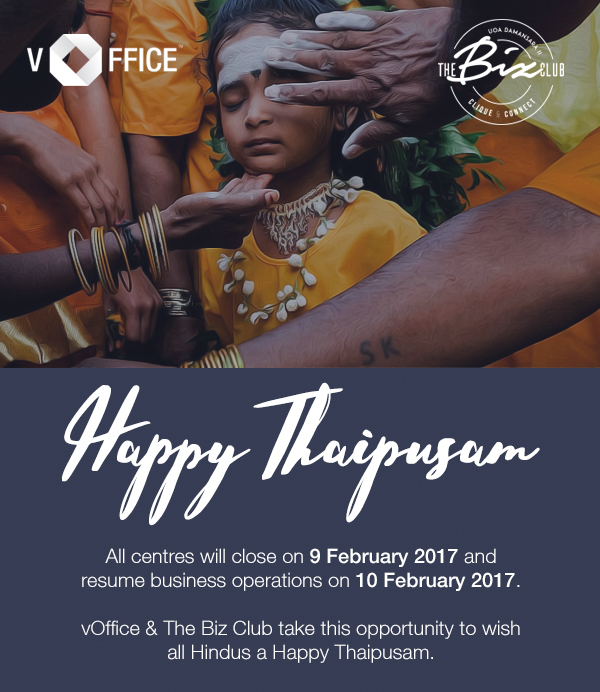 VOFFICE
UOA DAMANSARA II
THE Biz CLUB
CLIQUE & CONNECT
SK
Happy Thaipusam
All centres will close on 9 February 2017 and
resume business operations on 10 February 2017.
vOffice & The Biz Club take this opportunity to wish
all Hindus a Happy Thaipusam.